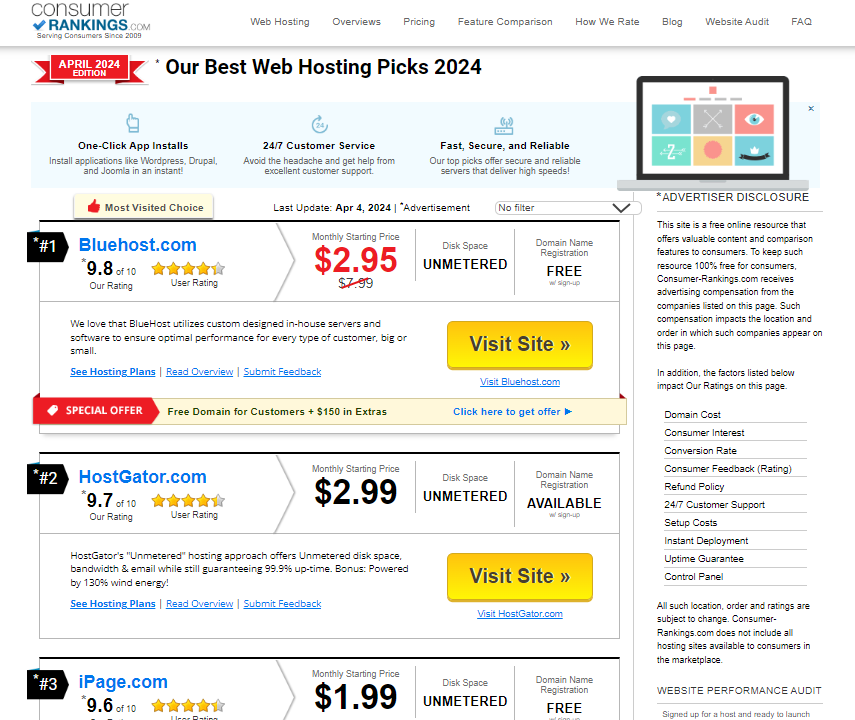 consumer
RANKINGS.COM
Serving Consumers Since 2009
Web Hosting
Overviews
Pricing
Feature Comparison
How We Rate
Blog
Website Audit
FAQ
APRIL 2024
EDITION
* Our Best Web Hosting Picks 2024
One-Click App Installs
Install applications like Wordpress, Drupal,
and Joomla in an instant!
24
24/7 Customer Service
Avoid the headache and get help from
excellent customer support.
Fast, Secure, and Reliable
Our top picks offer secure and reliable
servers that deliver high speeds!
Most Visited Choice
Last Update: Apr 4, 2024 | *Advertisement
No filter
*#1
Bluehost.com
*9.8 of 10
Our Rating
User Rating
Monthly Starting Price
$2.95
$7.99
Disk Space
UNMETERED
Domain Name
Registration
FREE
w/ sign-up
We love that BlueHost utilizes custom designed in-house servers and
software to ensure optimal performance for every type of customer, big or
small.
See Hosting Plans | Read Overview | Submit Feedback
Visit Site »
Visit Bluehost.com
SPECIAL OFFER
Free Domain for Customers + $150 in Extras
Click here to get offer
*#2
HostGator.com
*9.7 of 10
Our Rating
User Rating
Monthly Starting Price
$2.99
Disk Space
UNMETERED
Domain Name
Registration
AVAILABLE
w/ sign-up
HostGator's "Unmetered" hosting approach offers Unmetered disk space,
bandwidth & email while still guaranteeing 99.9% up-time. Bonus: Powered
by 130% wind energy!
See Hosting Plans | Read Overview | Submit Feedback
Visit Site »
Visit HostGator.com
*#3
iPage.com
*9.6 of 10
Our Rating
User Rating
Monthly Starting Price
$1.99
Disk Space
UNMETERED
Domain Name
Registration
FREE
*ADVERTISER DISCLOSURE
This site is a free online resource that
offers valuable content and comparison
features to consumers. To keep such
resource 100% free for consumers,
Consumer-Rankings.com receives
advertising compensation from the
companies listed on this page. Such
compensation impacts the location and
order in which such companies appear on
this page.
In addition, the factors listed below
impact Our Ratings on this page.
Domain Cost
Consumer Interest
Conversion Rate
Consumer Feedback (Rating)
Refund Policy
24/7 Customer Support
Setup Costs
Instant Deployment
Uptime Guarantee
Control Panel
All such location, order and ratings are
subject to change. Consumer-
Rankings.com does not include all
hosting sites available to consumers in
the marketplace.
WEBSITE PERFORMANCE AUDIT
Signed up for a host and ready to launch